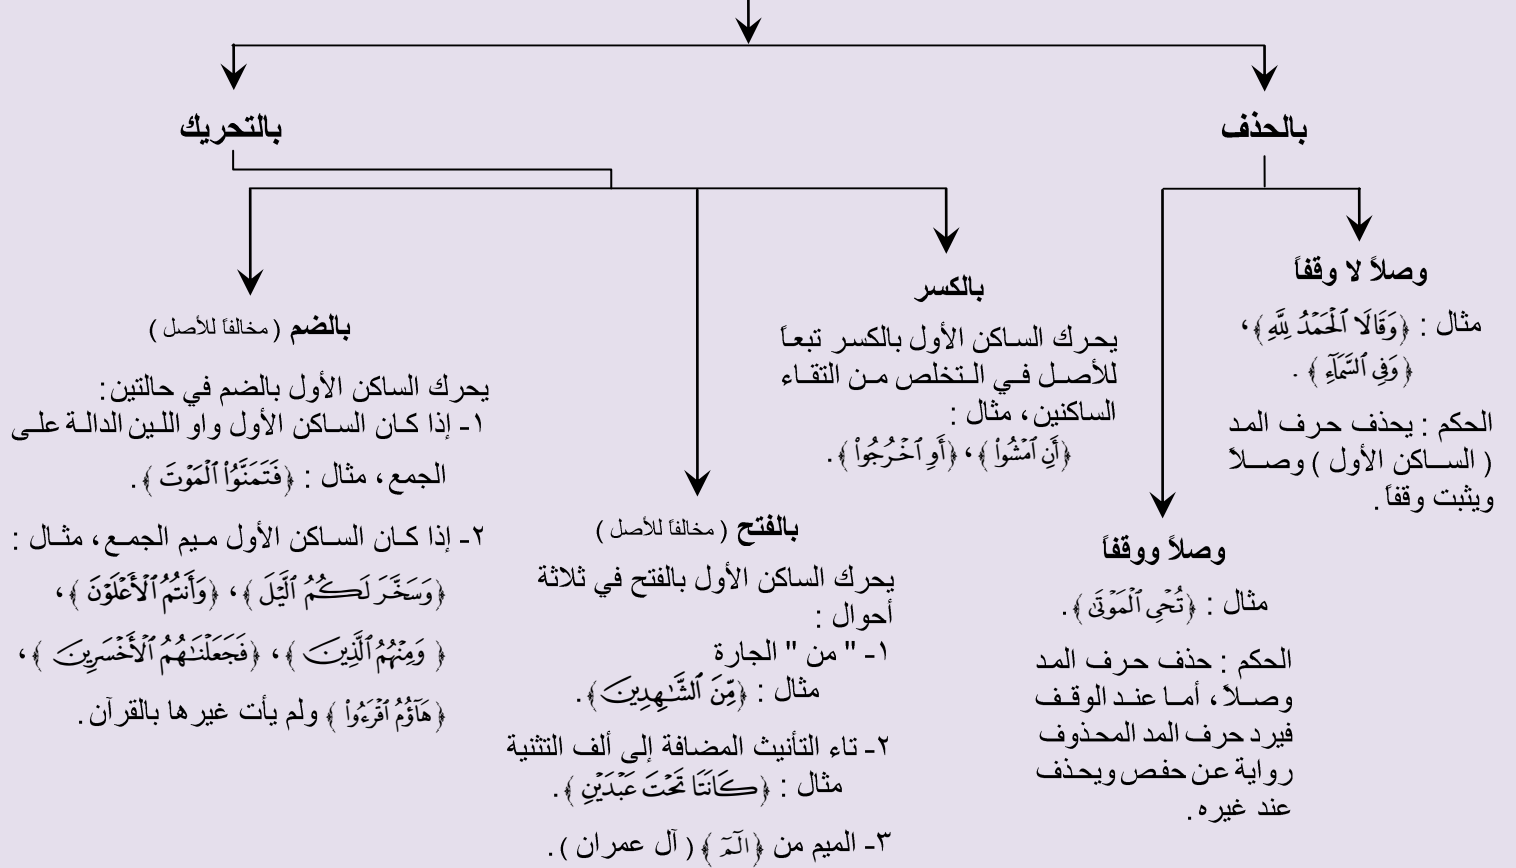 بالحذف
بالتحريك
وصلاً لا وقفاً
مثال : ﴿وَقَالَا ٱلْحَمْدُ لِلَّهِ﴾،
﴿وَفِي السَّمَآءِ﴾ .
الحكم : يحذف حرف المد
( الساكن الأول ) وصلاً
ويثبت وقفاً.
وصلاً ووقفاً
مثال : ﴿تُحْيِ ٱلْمَوْتَىٰ﴾.
الحكم : حذف حرف المد
وصلاً، أما عند الوقف
فيرد حرف المد المحذوف
رواية عن حفص ويحذف
عند غيره.
بالكسر
يحرك الساكن الأول بالكسر تبعاً
للأصل في التخلص من التقاء
الساكنين، مثال :
﴿أَنِ ٱمْشُواْ﴾، ﴿أَوِ ٱخْرُجُواْ﴾.
بالفتح ( مخالفاً للأصل )
يحرك الساكن الأول بالفتح في ثلاثة
أحوال :
١- " من " الجارة
مثال : ﴿مِّنَ ٱلشَّـٰهِدِينَ﴾.
٢- تاء التأنيث المضافة إلى ألف التثنية
مثال : ﴿كَانَتَا تَحْتَ عَبْدَيْنِ﴾.
٣- الميم من ﴿الٓمٓ﴾ ( آل عمران ).
بالضم ( مخالفاً للأصل )
يحرك الساكن الأول بالضم في حالتين:
١- إذا كان الساكن الأول واو اللين الدالة على
الجمع، مثال : ﴿فَتَمَنَّوُاْ ٱلْمَوْتَ﴾.
٢- إذا كان الساكن الأول ميم الجمع، مثال :
﴿وَسَخَّرَ لَكُمُ ٱلَّيْلَ﴾، ﴿وَأَنتُمُ ٱلْأَعْلَوْنَ﴾،
﴿وَمِنْهُمُ ٱلَّذِينَ﴾، ﴿فَجَعَلْنَـٰهُمُ ٱلْأَخْسَرِينَ﴾،
﴿هَآؤُمُ ٱقْرَءُواْ﴾ ولم يأت غيرها بالقرآن.